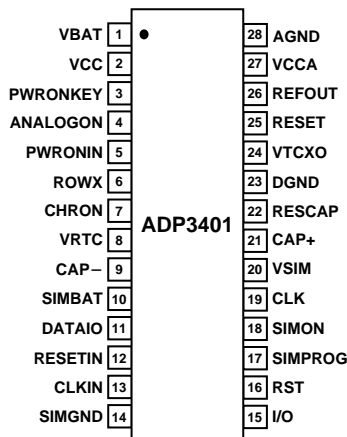 VBAT 1 28 AGND
VCC 2 27 VCCA
PWRONKEY 3 26 REFOUT
ANALOGON 4 25 RESET
PWRONIN 5 24 VTCXO
ROWX 6 23 DGND
CHRON 7 22 RESCAP
ADP3401
VRTC 8 21 CAP+
CAP− 9 20 VSIM
SIMBAT 10 19 CLK
DATAIO 11 18 SIMON
RESETIN 12 17 SIMPROG
CLKIN 13 16 RST
SIMGND 14 15 I/O